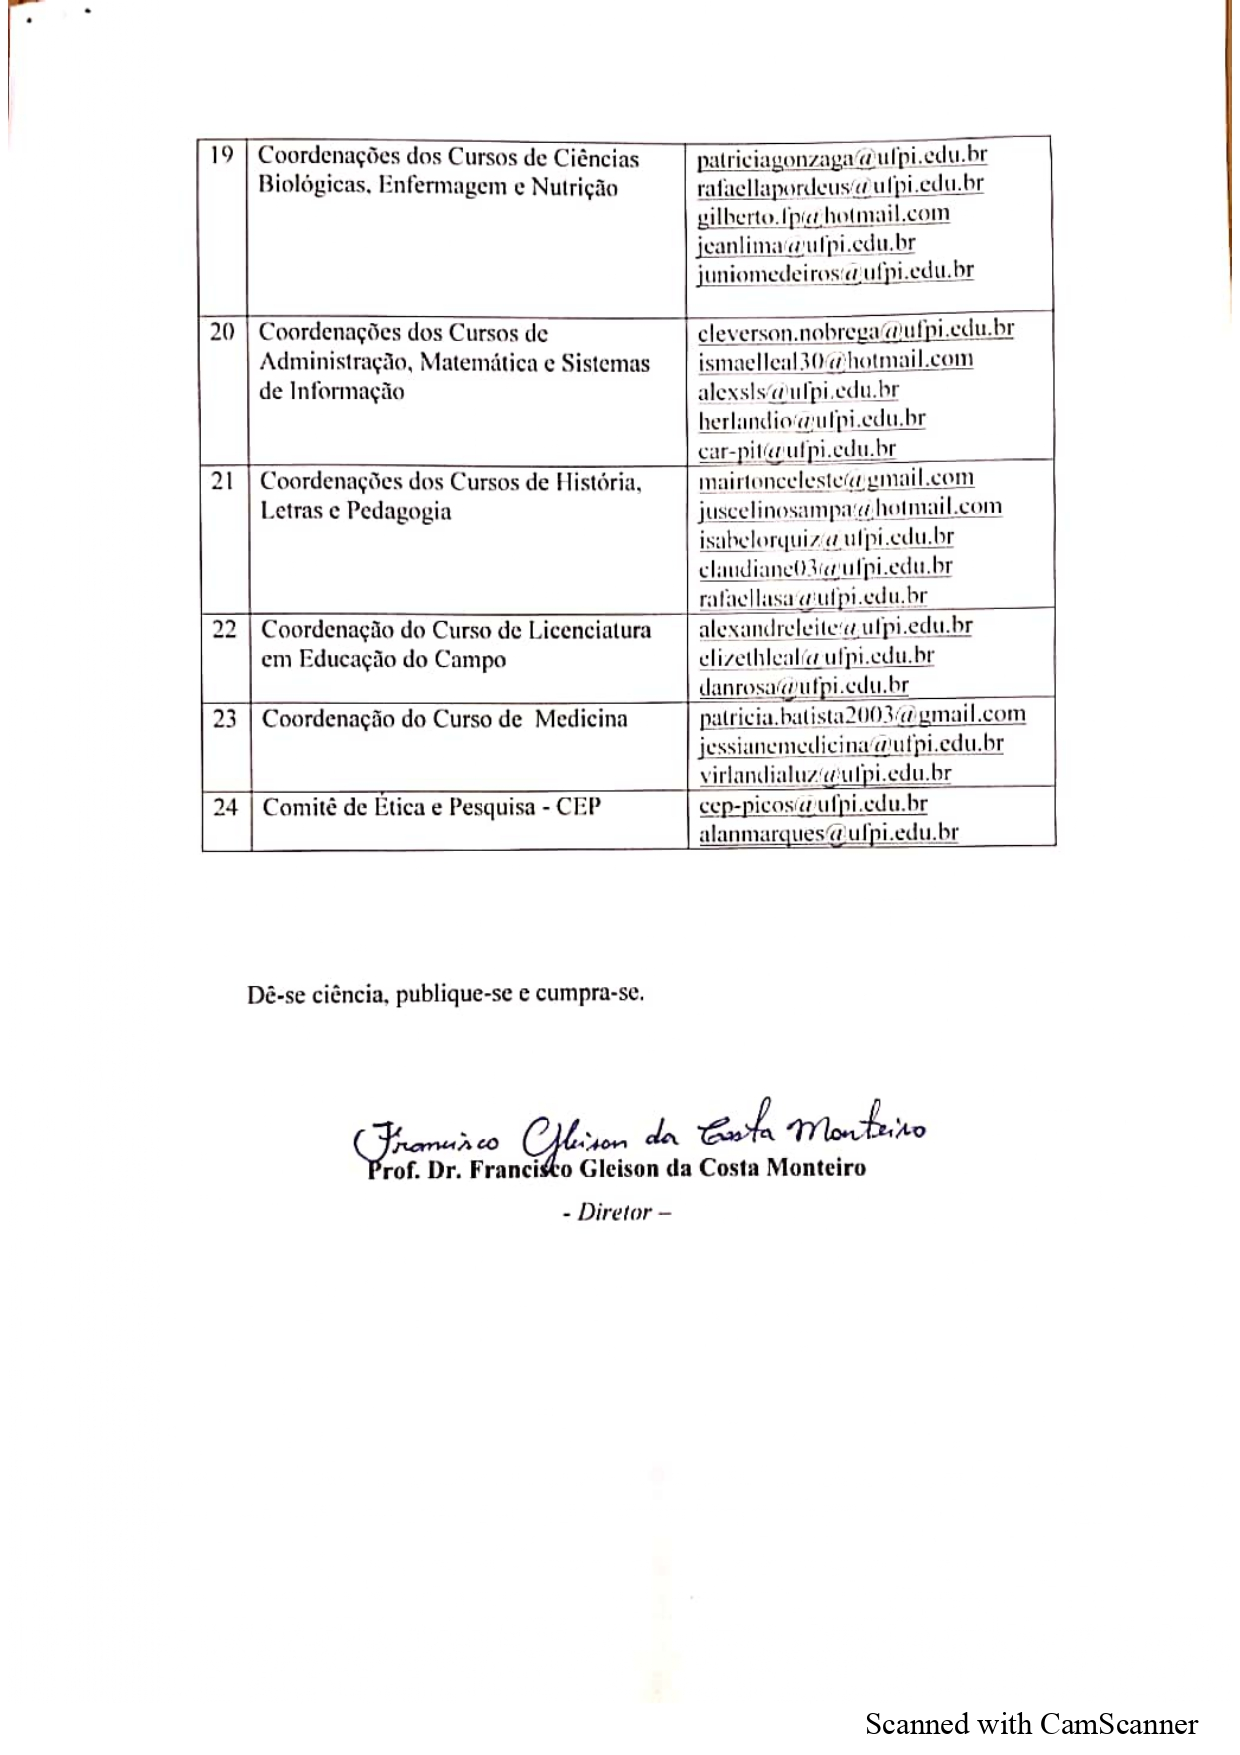 19 Coordenações dos Cursos de Ciências
Biológicas, Enfermagem e Nutrição
patriciagonzaga@ufpi.edu.br
rafaellapordeus@ufpi.edu.br
gilberto.fp@hotmail.com
jeanlima@ufpi.edu.br
juniomedeiros@ufpi.edu.br
20 Coordenações dos Cursos de
Administração, Matemática e Sistemas
de Informação
cleverson.nobrega@ufpi.edu.br
ismaelleal30@hotmail.com
alexsls@ufpi.edu.br
herlandio@ufpi.edu.br
car-pit@ufpi.edu.br
21 Coordenações dos Cursos de História,
Letras e Pedagogia
mairtonceleste@gmail.com
juscelinosampa@hotmail.com
isabelorquiz@ufpi.edu.br
claudiane03@ufpi.edu.br
rafaellasa@ufpi.edu.br
22 Coordenação do Curso de Licenciatura
em Educação do Campo
alexandreleite@ufpi.edu.br
elizethleal@ufpi.edu.br
danrosa@ufpi.edu.br
23 Coordenação do Curso de Medicina
patricia.batista2003@gmail.com
jessianemedicina@ufpi.edu.br
virlandialuz@ufpi.edu.br
24 Comitê de Ética e Pesquisa - CEP
cep-picos@ufpi.edu.br
alanmarques@ufpi.edu.br
Dê-se ciência, publique-se e cumpra-se.
Francisco Gleison da Costa Monteiro
Prof. Dr. Francisco Gleison da Costa Monteiro
- Diretor –
Scanned with CamScanner